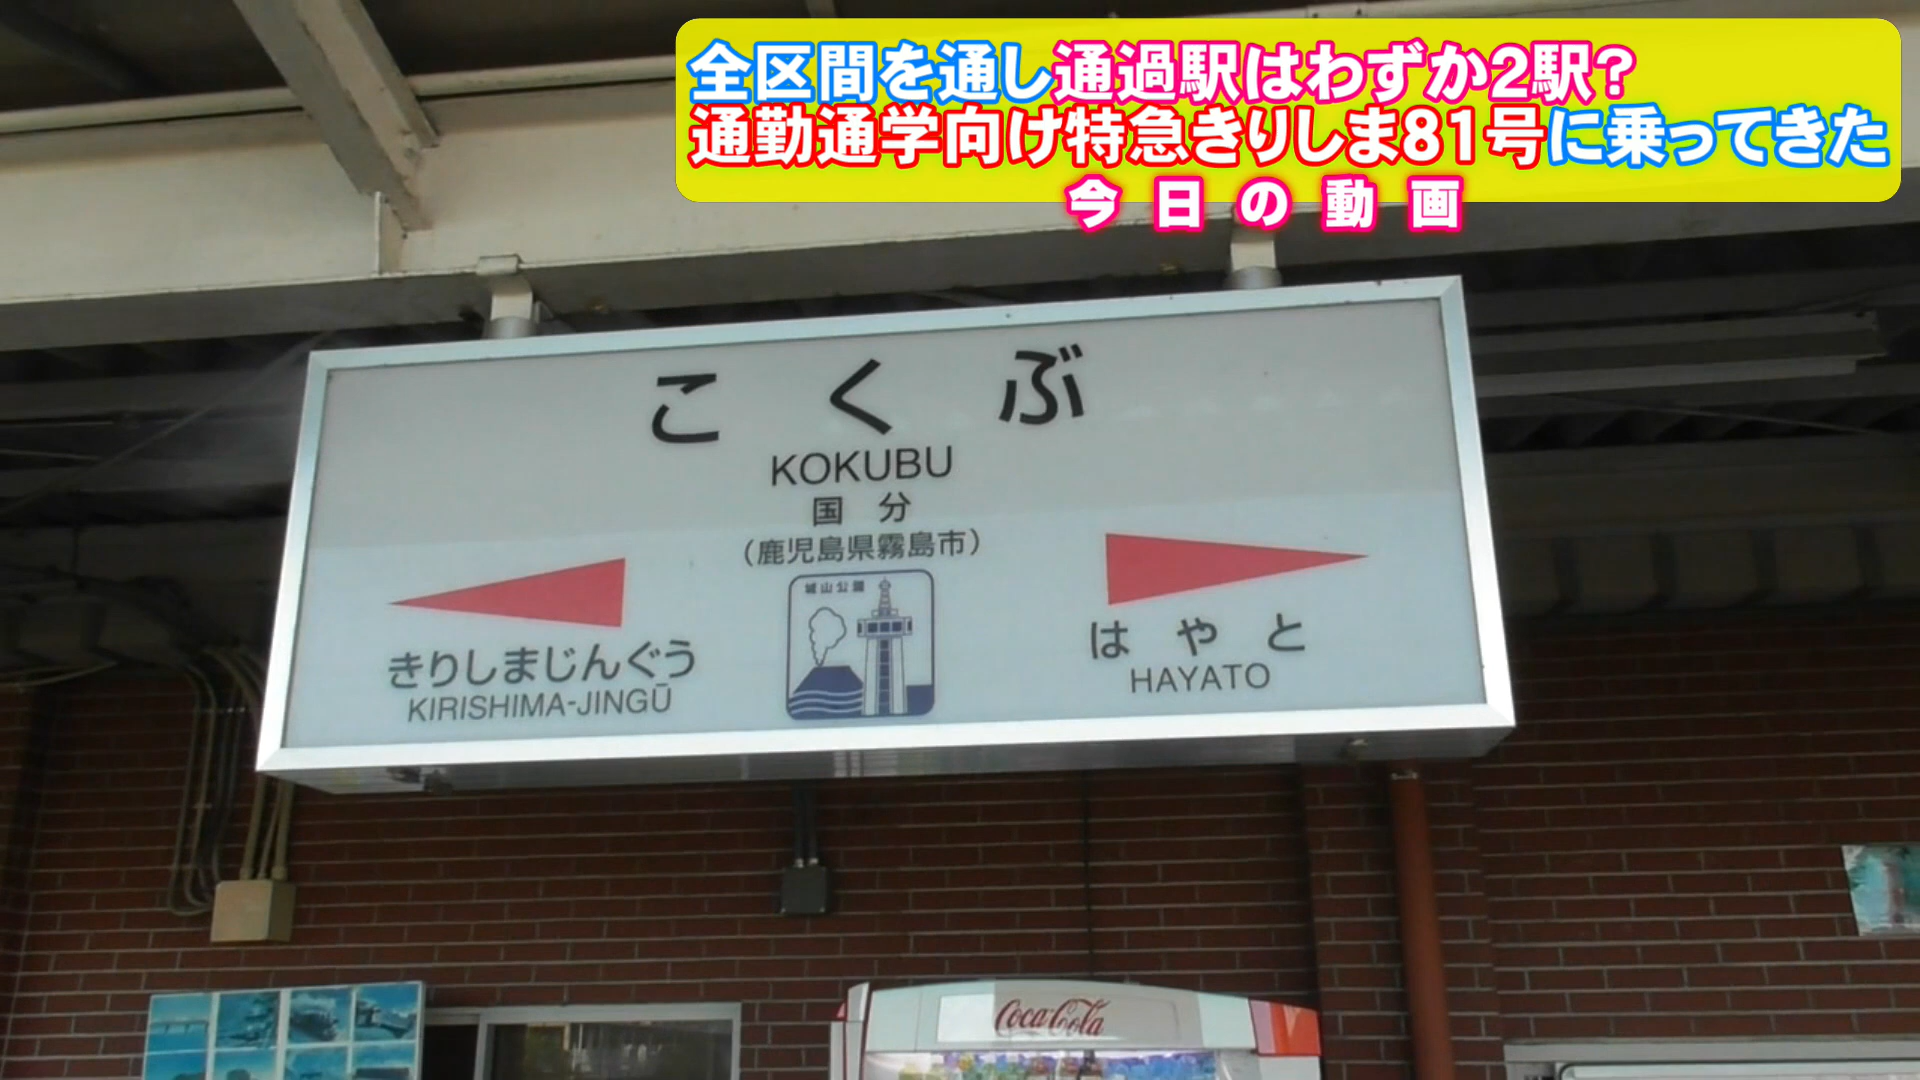 全区間を通し通過駅はわずか2駅?
通勤通学向け特急きりしま81号に乗ってきた
今日の動画
こくぶ
KOKUBU
国分
(鹿児島県霧島市)
城山公園
きりしまじんぐう
KIRISHIMA-JINGŪ
はやと
HAYATO
Coca-Cola